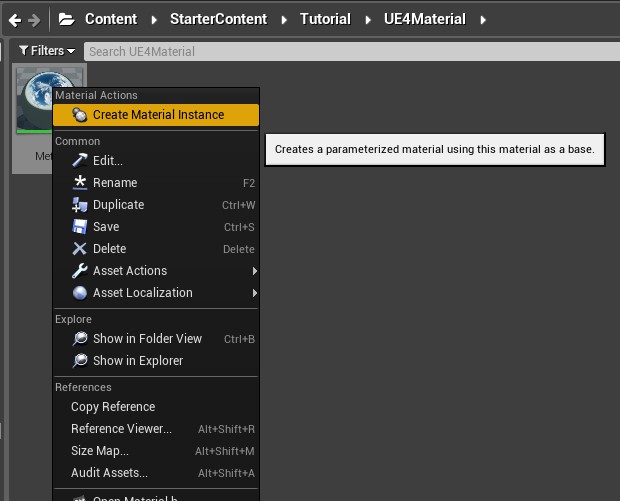 Content StarterContent Tutorial UE4Material
Filters Search UE4Material
Material Actions
Create Material Instance
Creates a parameterized material using this material as a base.
Common
Edit...
Rename F2
Duplicate Ctrl+W
Save Ctrl+S
Delete Delete
Asset Actions
Asset Localization
Explore
Show in Folder View Ctrl+B
Show in Explorer
References
Copy Reference
Reference Viewer... Alt+Shift+R
Size Map... Alt+Shift+M
Audit Assets... Alt+Shift+A
Open Material